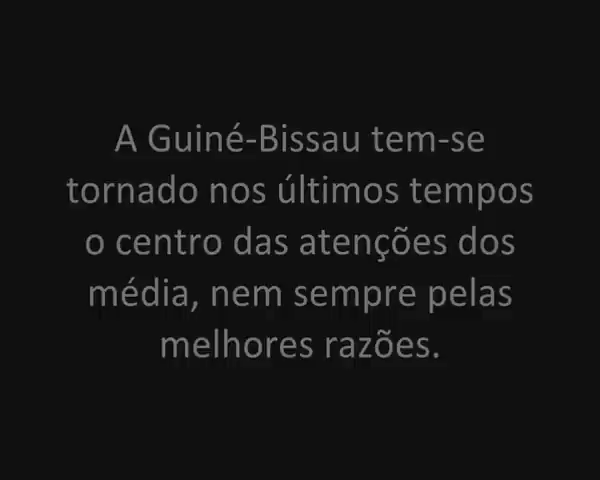 A Guiné-Bissau tem-se
tornado nos últimos tempos
o centro das atenções dos
média, nem sempre pelas
melhores razões.